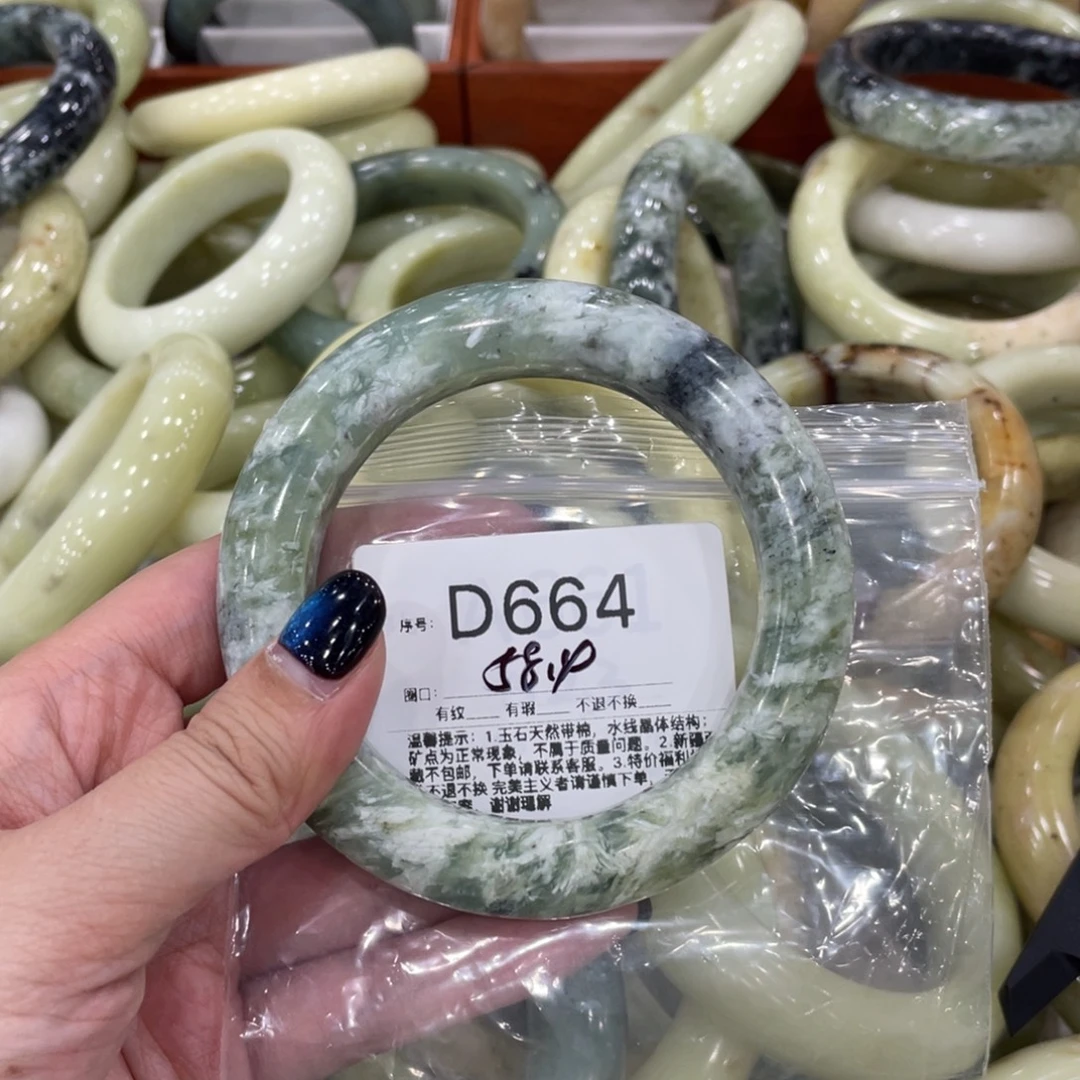 序号: D664
圈口: 58.4
有纹____ 有瑕____ 不退不换____
温馨提示: 1.玉石天然带棉, 水线晶体结构;
矿点为正常现象, 不属于质量问题。2.新疆
藏不包邮, 下单请联系客服。3.特价福利
不退不换 完美主义者请谨慎下单,
谢谢理解